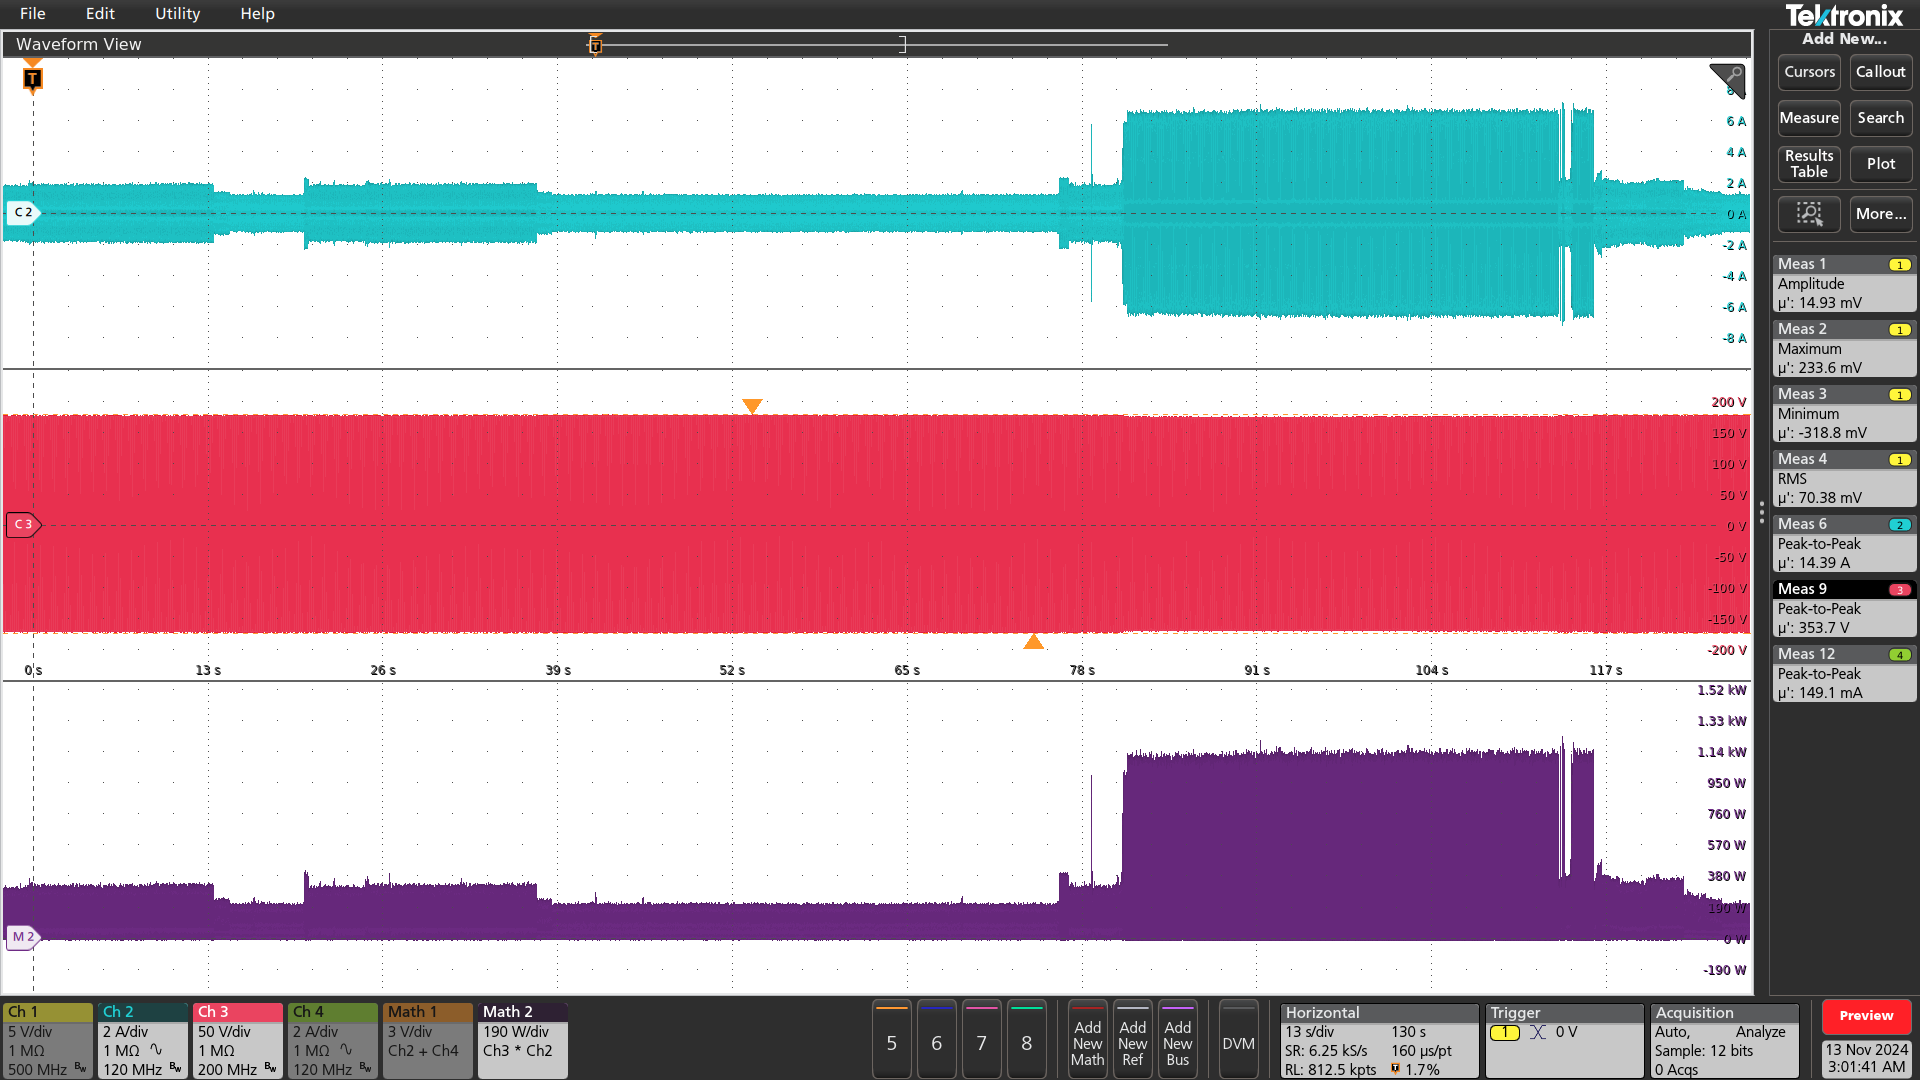 File Edit Utility Help
Tektronix
Waveform View
Add New...
T
T
Cursors Callout
Measure Search
Results Table Plot
More...
6 A
4 A
2 A
C 2
0 A
-2 A
-4 A
-6 A
-8 A
200 V
150 V
100 V
50 V
C 3
0 V
-50 V
-100 V
-150 V
-200 V
0 s 13 s 26 s 39 s 52 s 65 s 78 s 91 s 104 s 117 s
1.52 kW
1.33 kW
1.14 kW
950 W
760 W
570 W
380 W
190 W
M 2
0 W
-190 W
Meas 1 1
Amplitude
µ': 14.93 mV
Meas 2 1
Maximum
µ': 233.6 mV
Meas 3 1
Minimum
µ': -318.8 mV
Meas 4 1
RMS
µ': 70.38 mV
Meas 6 2
Peak-to-Peak
µ': 14.39 A
Meas 9 3
Peak-to-Peak
µ': 353.7 V
Meas 12 4
Peak-to-Peak
µ': 149.1 mA
Ch 1
5 V/div
1 MΩ
500 MHz Bw
Ch 2
2 A/div
1 MΩ
120 MHz Bw
Ch 3
50 V/div
1 MΩ
200 MHz Bw
Ch 4
2 A/div
1 MΩ
120 MHz Bw
Math 1
3 V/div
Ch2 + Ch4
Math 2
190 W/div
Ch3 * Ch2
5 6 7 8
Add New Math
Add New Ref
Add New Bus
DVM
Horizontal
13 s/div 130 s
SR: 6.25 kS/s 160 µs/pt
RL: 812.5 kpts T 1.7%
Trigger
1 0 V
Acquisition
Auto, Analyze
Sample: 12 bits
0 Acqs
Preview
13 Nov 2024
3:01:41 AM